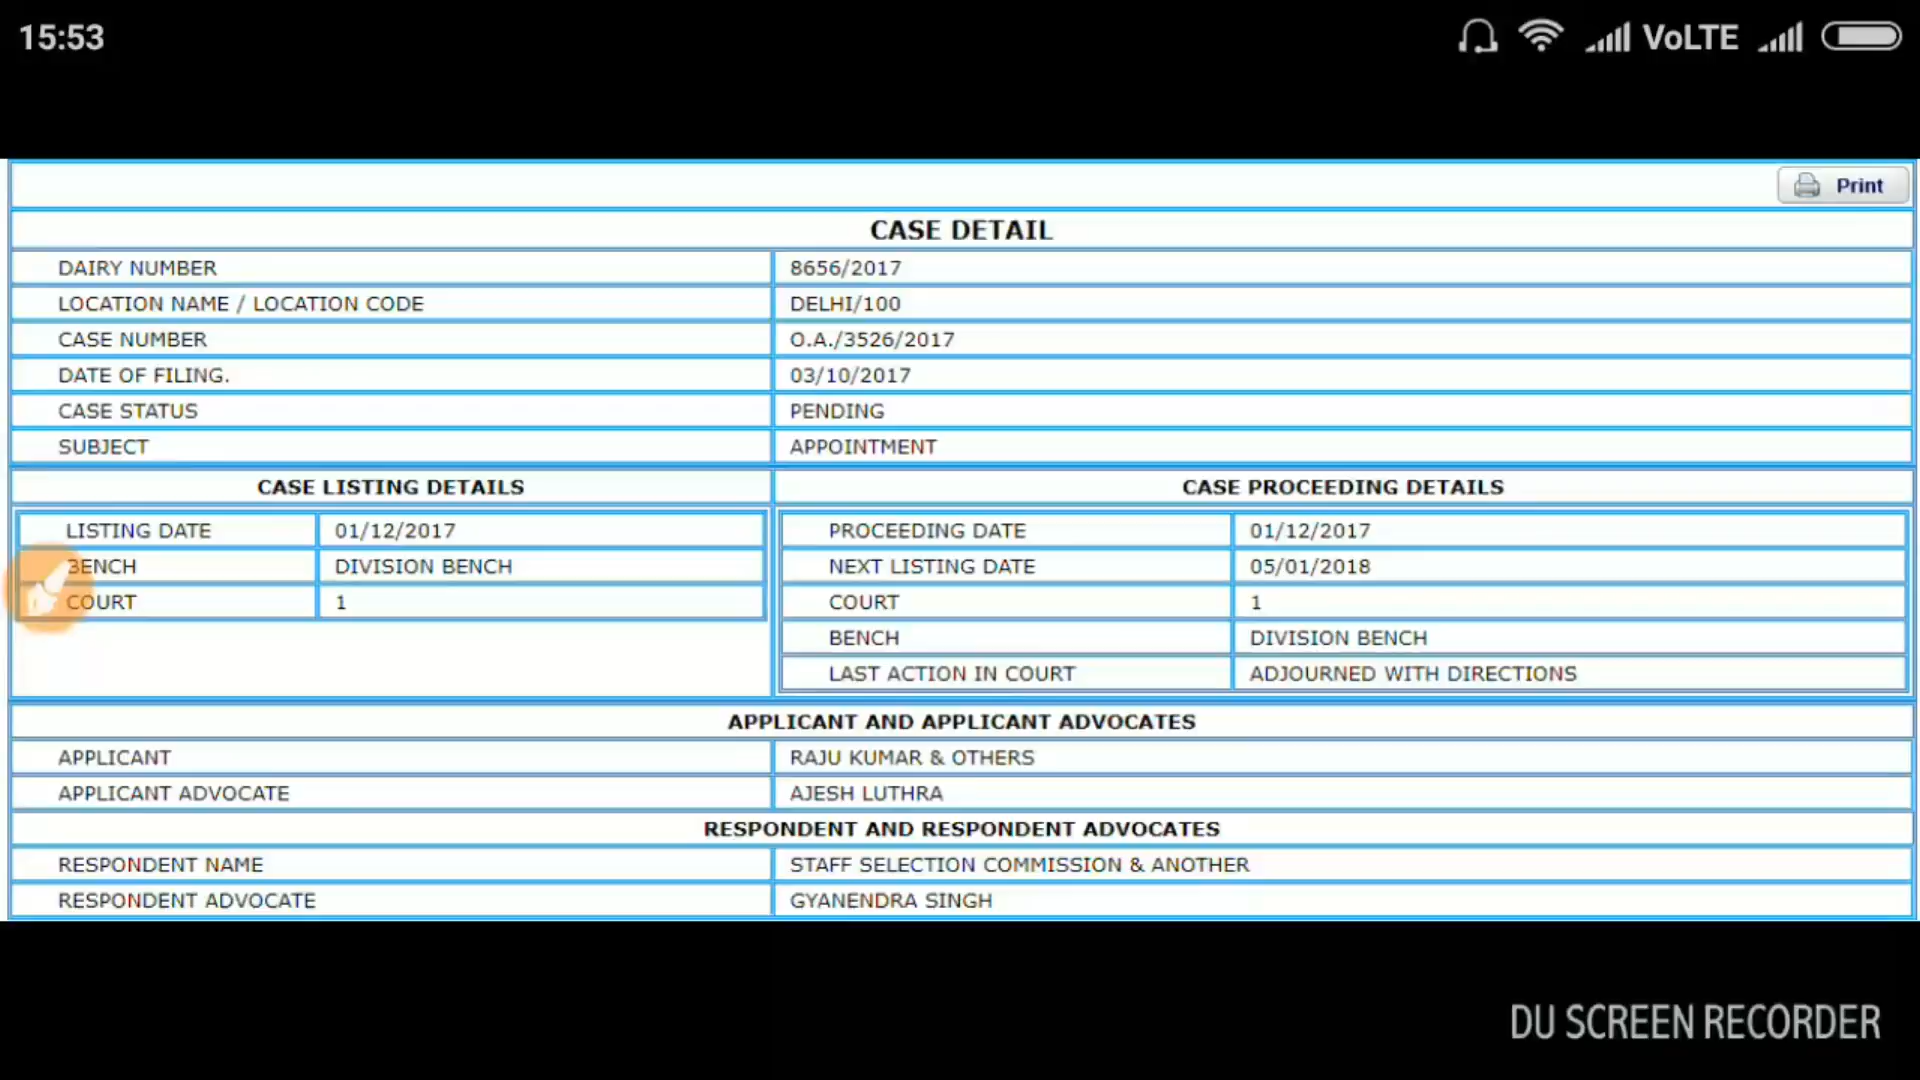 15:53 VoLTE
Print
CASE DETAIL
DAIRY NUMBER 8656/2017
LOCATION NAME / LOCATION CODE DELHI/100
CASE NUMBER O.A./3526/2017
DATE OF FILING. 03/10/2017
CASE STATUS PENDING
SUBJECT APPOINTMENT
CASE LISTING DETAILS
LISTING DATE 01/12/2017
BENCH DIVISION BENCH
COURT 1
CASE PROCEEDING DETAILS
PROCEEDING DATE 01/12/2017
NEXT LISTING DATE 05/01/2018
COURT 1
BENCH DIVISION BENCH
LAST ACTION IN COURT ADJOURNED WITH DIRECTIONS
APPLICANT AND APPLICANT ADVOCATES
APPLICANT RAJU KUMAR & OTHERS
APPLICANT ADVOCATE AJESH LUTHRA
RESPONDENT AND RESPONDENT ADVOCATES
RESPONDENT NAME STAFF SELECTION COMMISSION & ANOTHER
RESPONDENT ADVOCATE GYANENDRA SINGH
DU SCREEN RECORDER